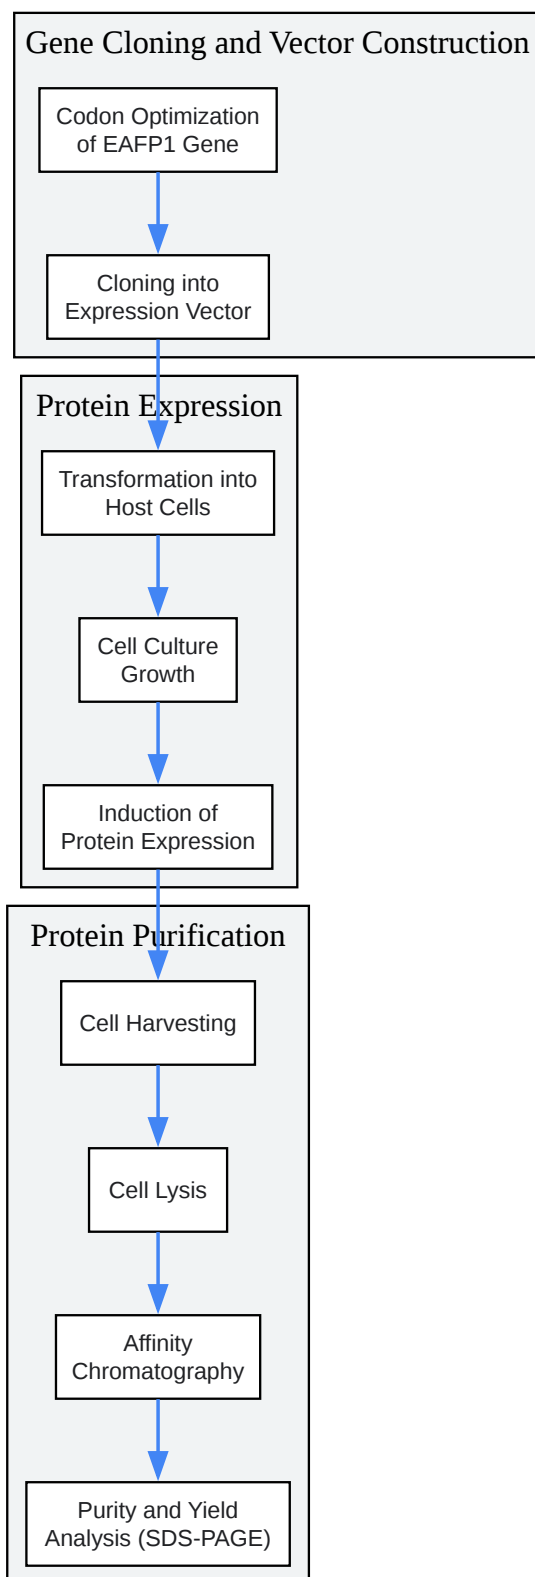 Gene Cloning and Vector Construction
Codon Optimization
of EAFP1 Gene
Cloning into
Expression Vector
Protein Expression
Transformation into
Host Cells
Cell Culture
Growth
Induction of
Protein Expression
Protein Purification
Cell Harvesting
Cell Lysis
Affinity
Chromatography
Purity and Yield
Analysis (SDS-PAGE)